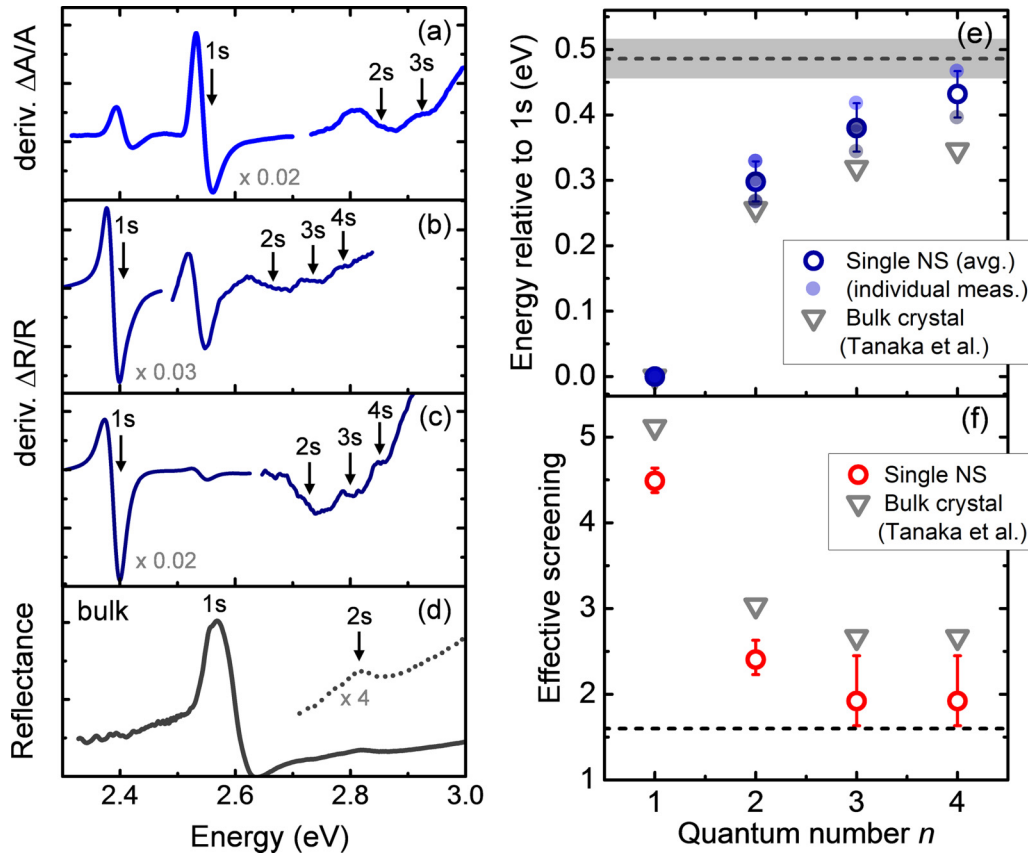 (a)
1s
2s
3s
x 0.02
deriv. ΔA/A
(b)
1s
2s
3s
4s
x 0.03
deriv. ΔR/R
(c)
1s
2s
3s
4s
x 0.02
bulk
(d)
1s
2s
x 4
Reflectance
2.4
2.6
2.8
3.0
Energy (eV)
(e)
0.5
0.4
0.3
0.2
0.1
0.0
Energy relative to 1s (eV)
Single NS (avg.)
(individual meas.)
Bulk crystal
(Tanaka et al.)
(f)
5
4
3
2
1
Effective screening
Single NS
Bulk crystal
(Tanaka et al.)
1
2
3
4
Quantum number n